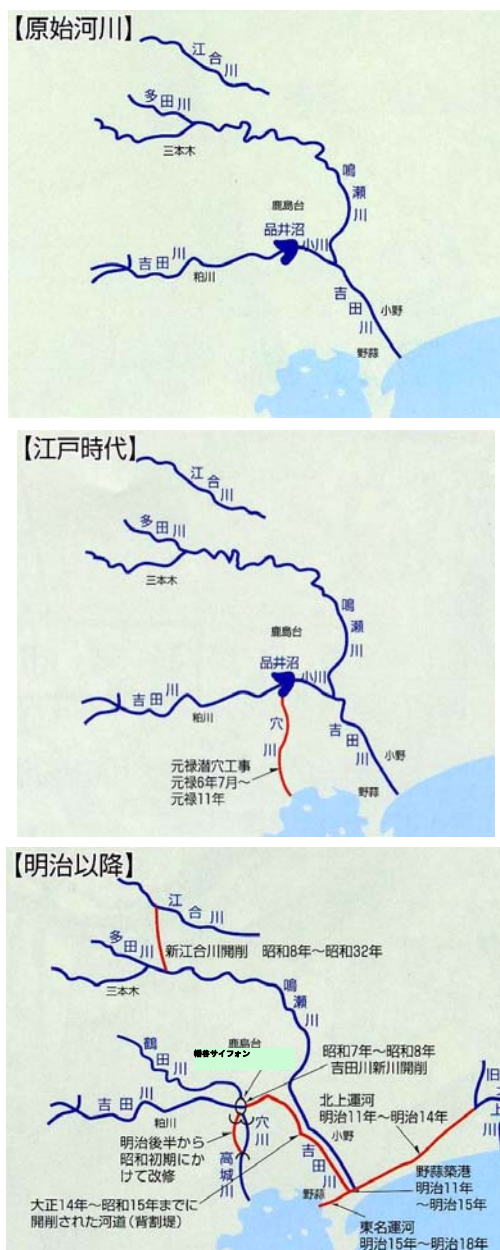 【原始河川】
江合川
多田川
三本木
鳴瀬川
鹿島台
品井沼
小川
吉田川
粕川
吉田川
小野
野蒜
【江戸時代】
江合川
多田川
三本木
鳴瀬川
鹿島台
品井沼
小川
吉田川
粕川
穴川
吉田川
小野
野蒜
元禄潜穴工事
元禄6年7月～
元禄11年
【明治以降】
江合川
多田川
新江合川開削 昭和8年～昭和32年
三本木
鳴瀬川
鶴田川
鹿島台
幡谷サイフォン
昭和7年～昭和8年
吉田川新川開削
旧北上川
北上運河
明治11年～明治14年
吉田川
粕川
穴川
小野
明治後半から
昭和初期にか
けて改修
高城川
吉田川
野蒜築港
明治11年
～明治15年
野蒜
大正14年～昭和15年までに
開削された河道（背割堤）
東名運河
明治15年～明治18年